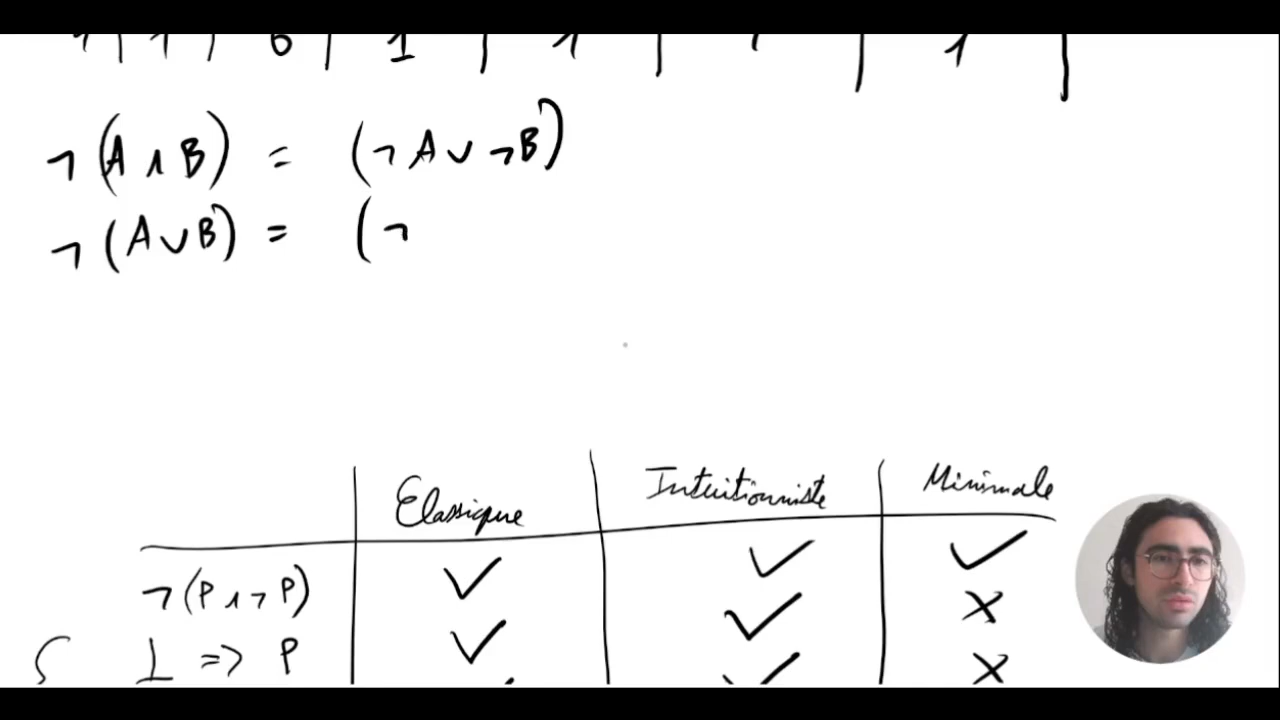 ¬(A ∧ B) = (¬A ∨ ¬B)
¬(A ∨ B) = (¬
Classique Intuitionniste Minimale
¬(P ∧ ¬P) ✓ ✓ ✓
⊥ => P ✓ ✓ ✗
✗